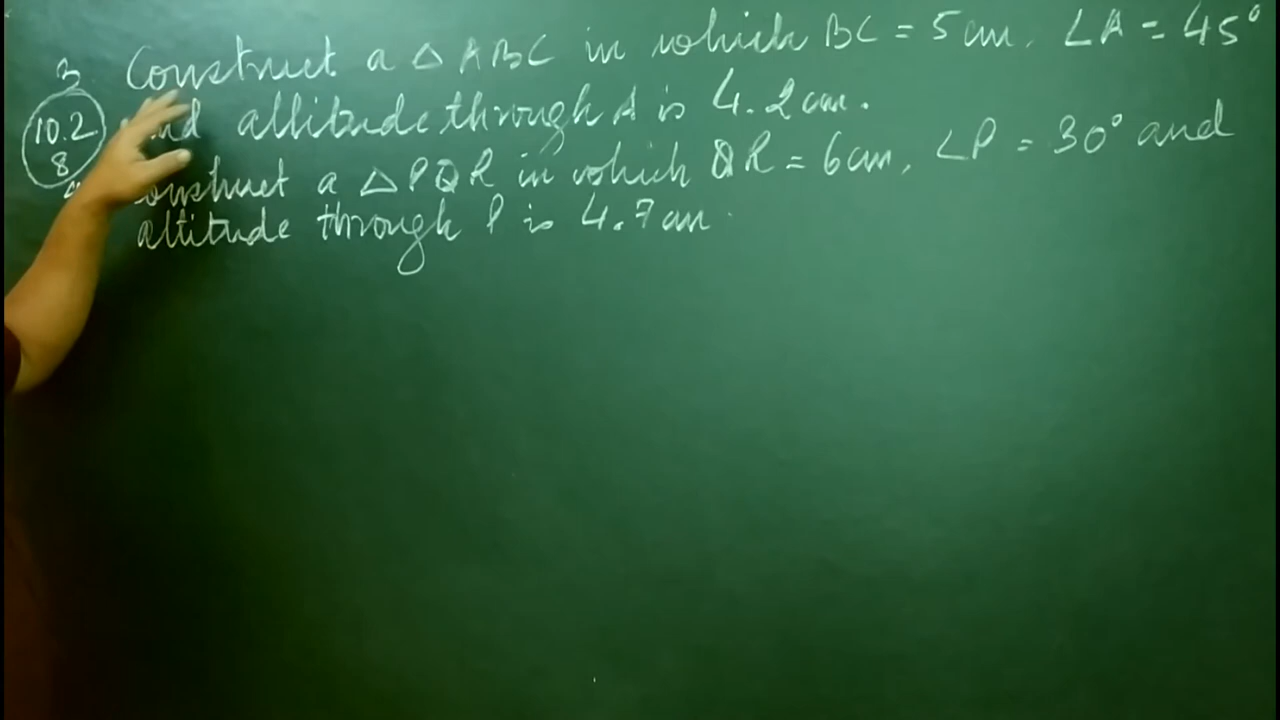 3 Construct a △ ABC in which BC = 5 cm, ∠A = 45°
altitude through A is 4.2 cm.
10.2
8
a △ PQR in which QR = 6 cm, ∠P = 30° and
altitude through P is 4.7 cm.